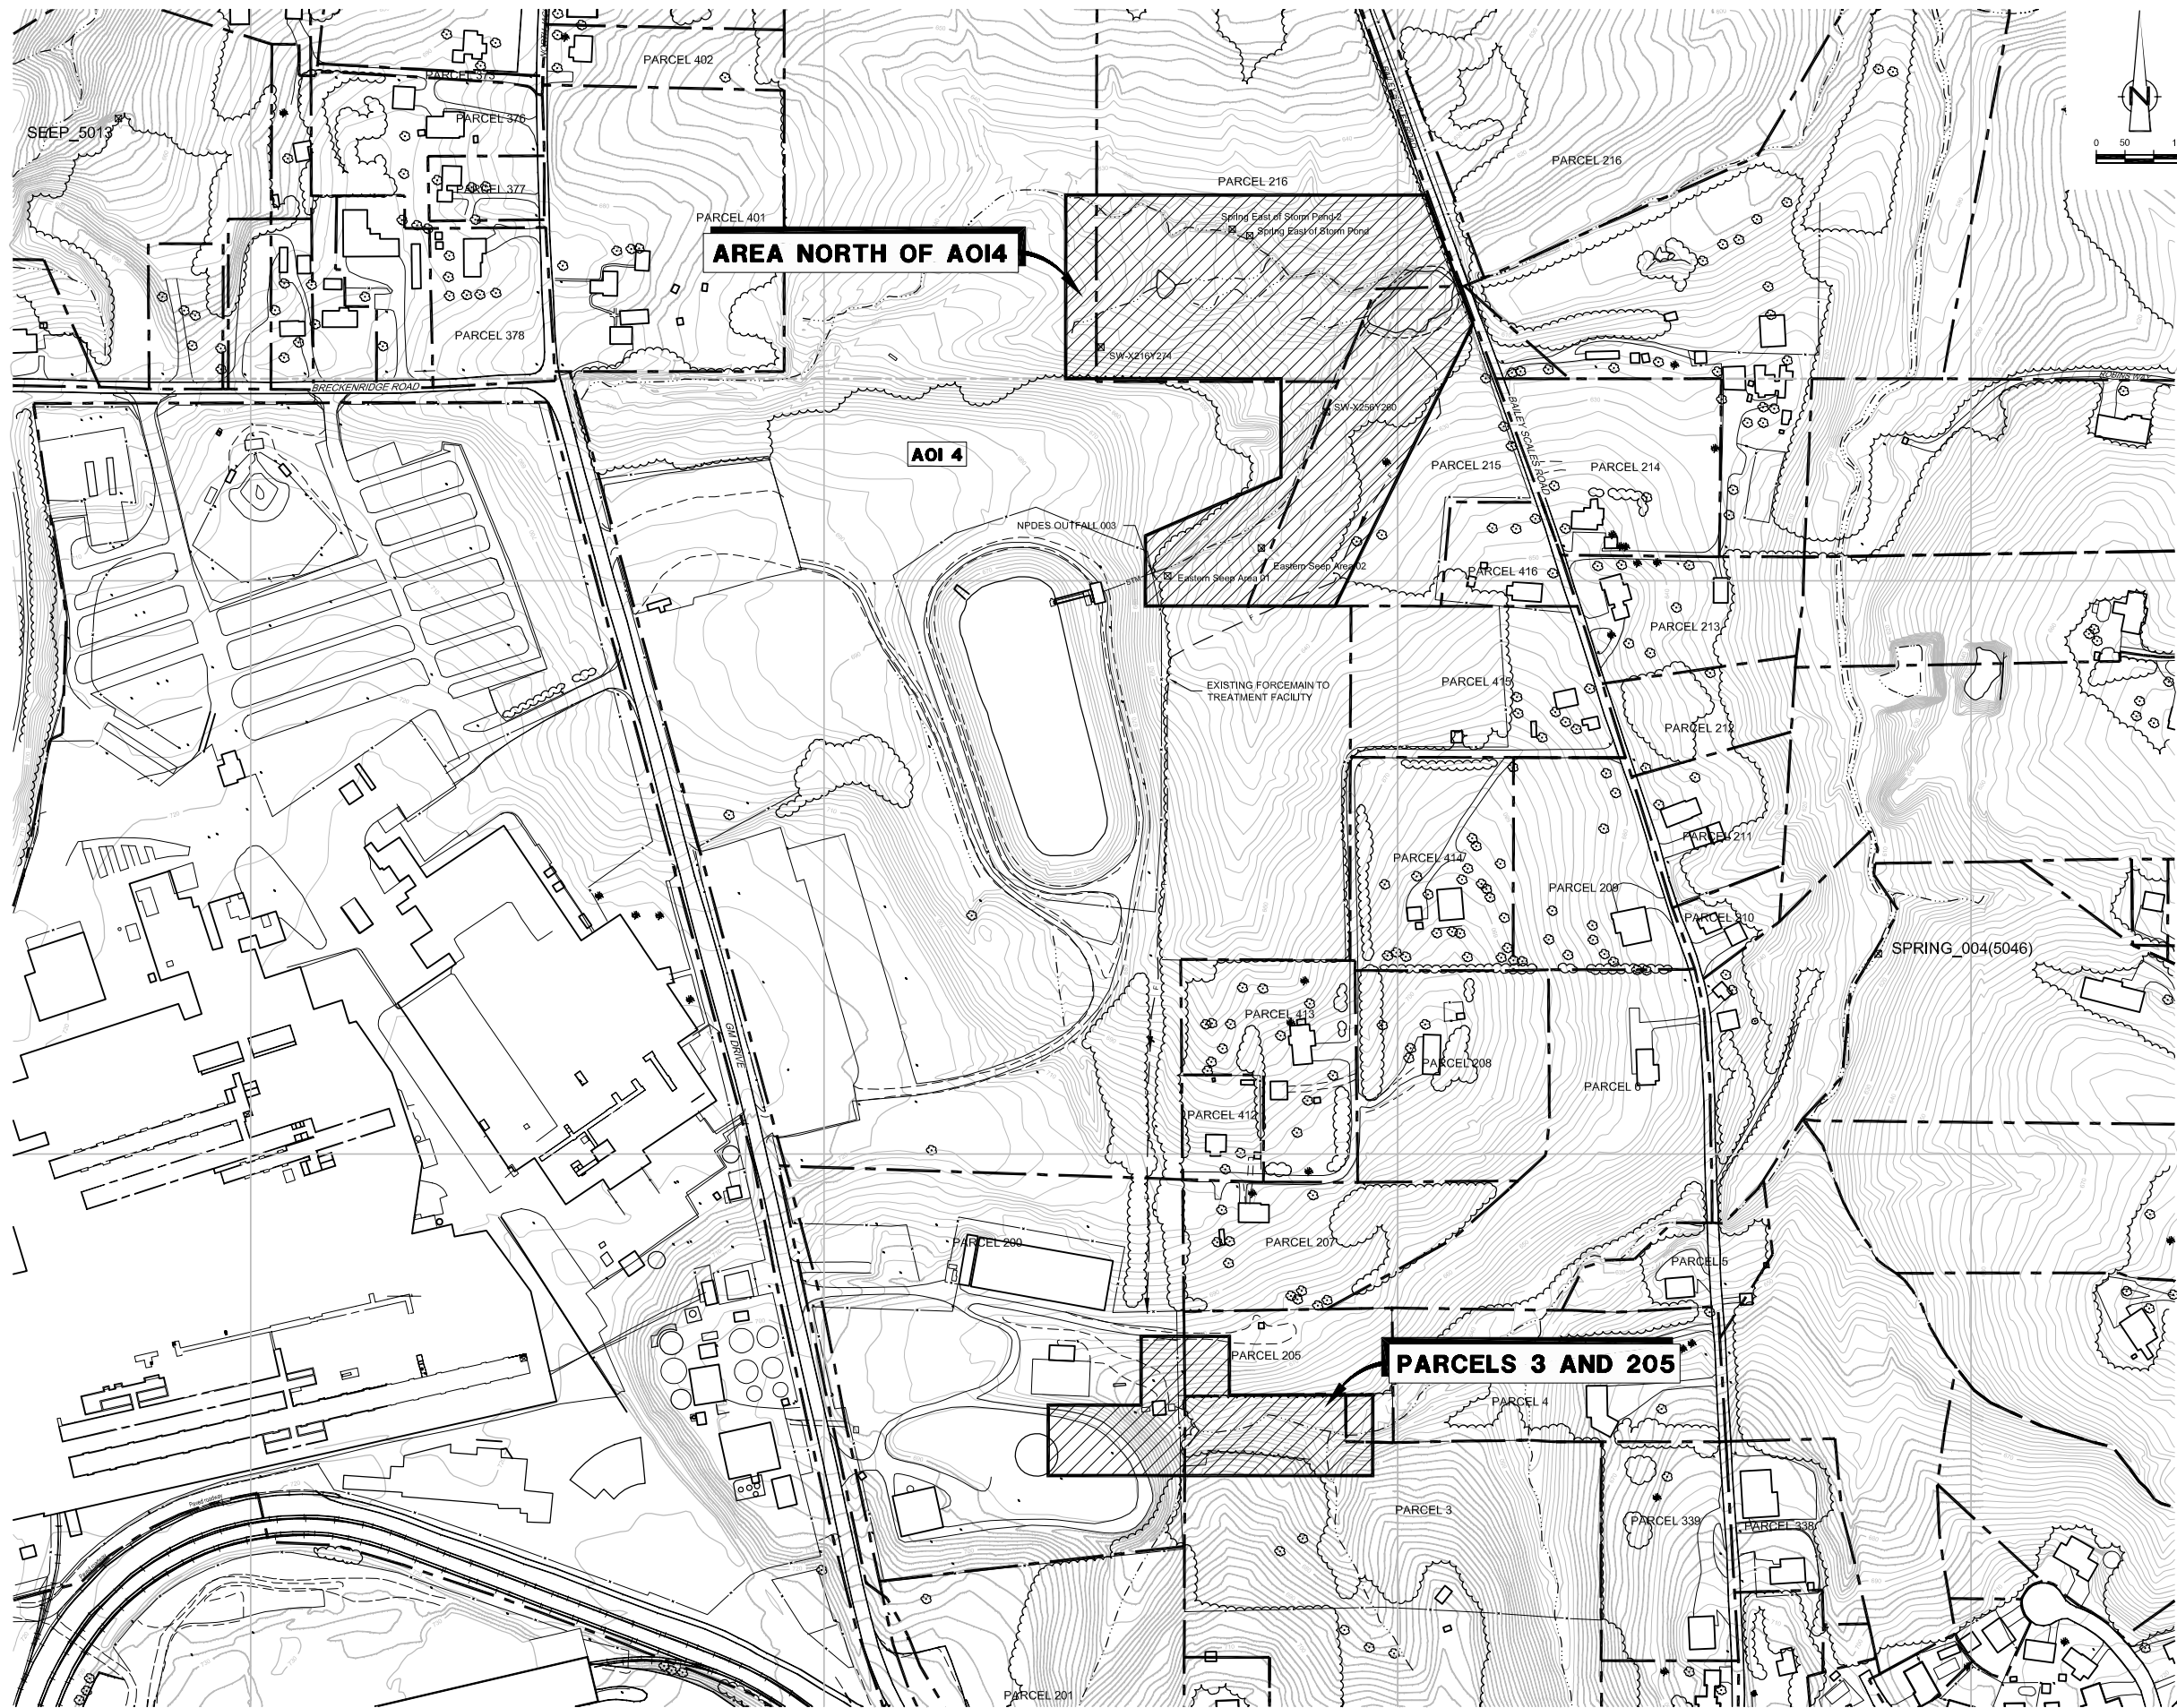 PARCEL 402
PARCEL 375
PARCEL 376
SEEP_5013
PARCEL 377
PARCEL 401
PARCEL 216
PARCEL 216
N
0 50
Spring East of Storm Pond-2
Spring East of Storm Pond
AREA NORTH OF AOI4
PARCEL 378
SW-X216Y274
BRECKENRIDGE ROAD
SW-X256Y260
BAILEY SCALES ROAD
AOI 4
PARCEL 215
PARCEL 214
NPDES OUTFALL 003
Eastern Seep Area 02
Eastern Seep Area 01
STM
PARCEL 416
PARCEL 213
EXISTING FORCEMAIN TO
TREATMENT FACILITY
PARCEL 415
PARCEL 212
PARCEL 211
PARCEL 414
PARCEL 209
PARCEL 210
SPRING_004(5046)
GM DRIVE
PARCEL 413
PARCEL 208
PARCEL 6
PARCEL 412
PARCEL 200
PARCEL 207
PARCEL 5
PARCEL 205
PARCELS 3 AND 205
PARCEL 4
PARCEL 3
PARCEL 339
PARCEL 338
Paved roadway
PARCEL 201